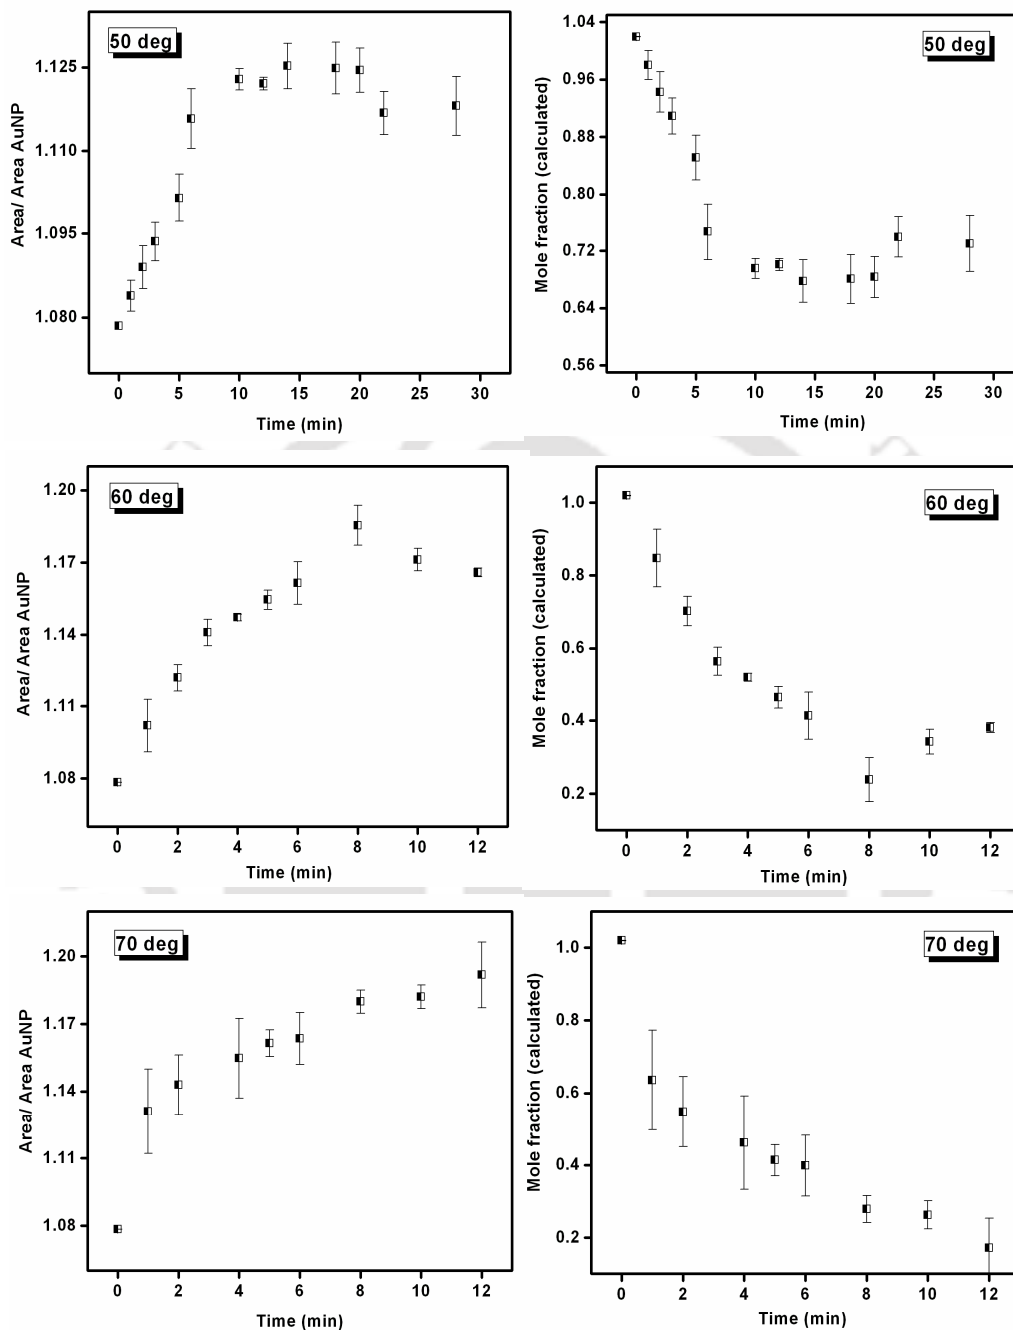 50 deg
Area/ Area AuNP
1.125
1.110
1.095
1.080
0 5 10 15 20 25 30
Time (min)
50 deg
Mole fraction (calculated)
1.04
0.96
0.88
0.80
0.72
0.64
0.56
0 5 10 15 20 25 30
Time (min)
60 deg
Area/ Area AuNP
1.20
1.17
1.14
1.11
1.08
0 2 4 6 8 10 12
Time (min)
60 deg
Mole fraction (calculated)
1.0
0.8
0.6
0.4
0.2
0 2 4 6 8 10 12
Time (min)
70 deg
Area/ Area AuNP
1.20
1.17
1.14
1.11
1.08
0 2 4 6 8 10 12
Time (min)
70 deg
Mole fraction (calculated)
1.0
0.8
0.6
0.4
0.2
0 2 4 6 8 10 12
Time (min)